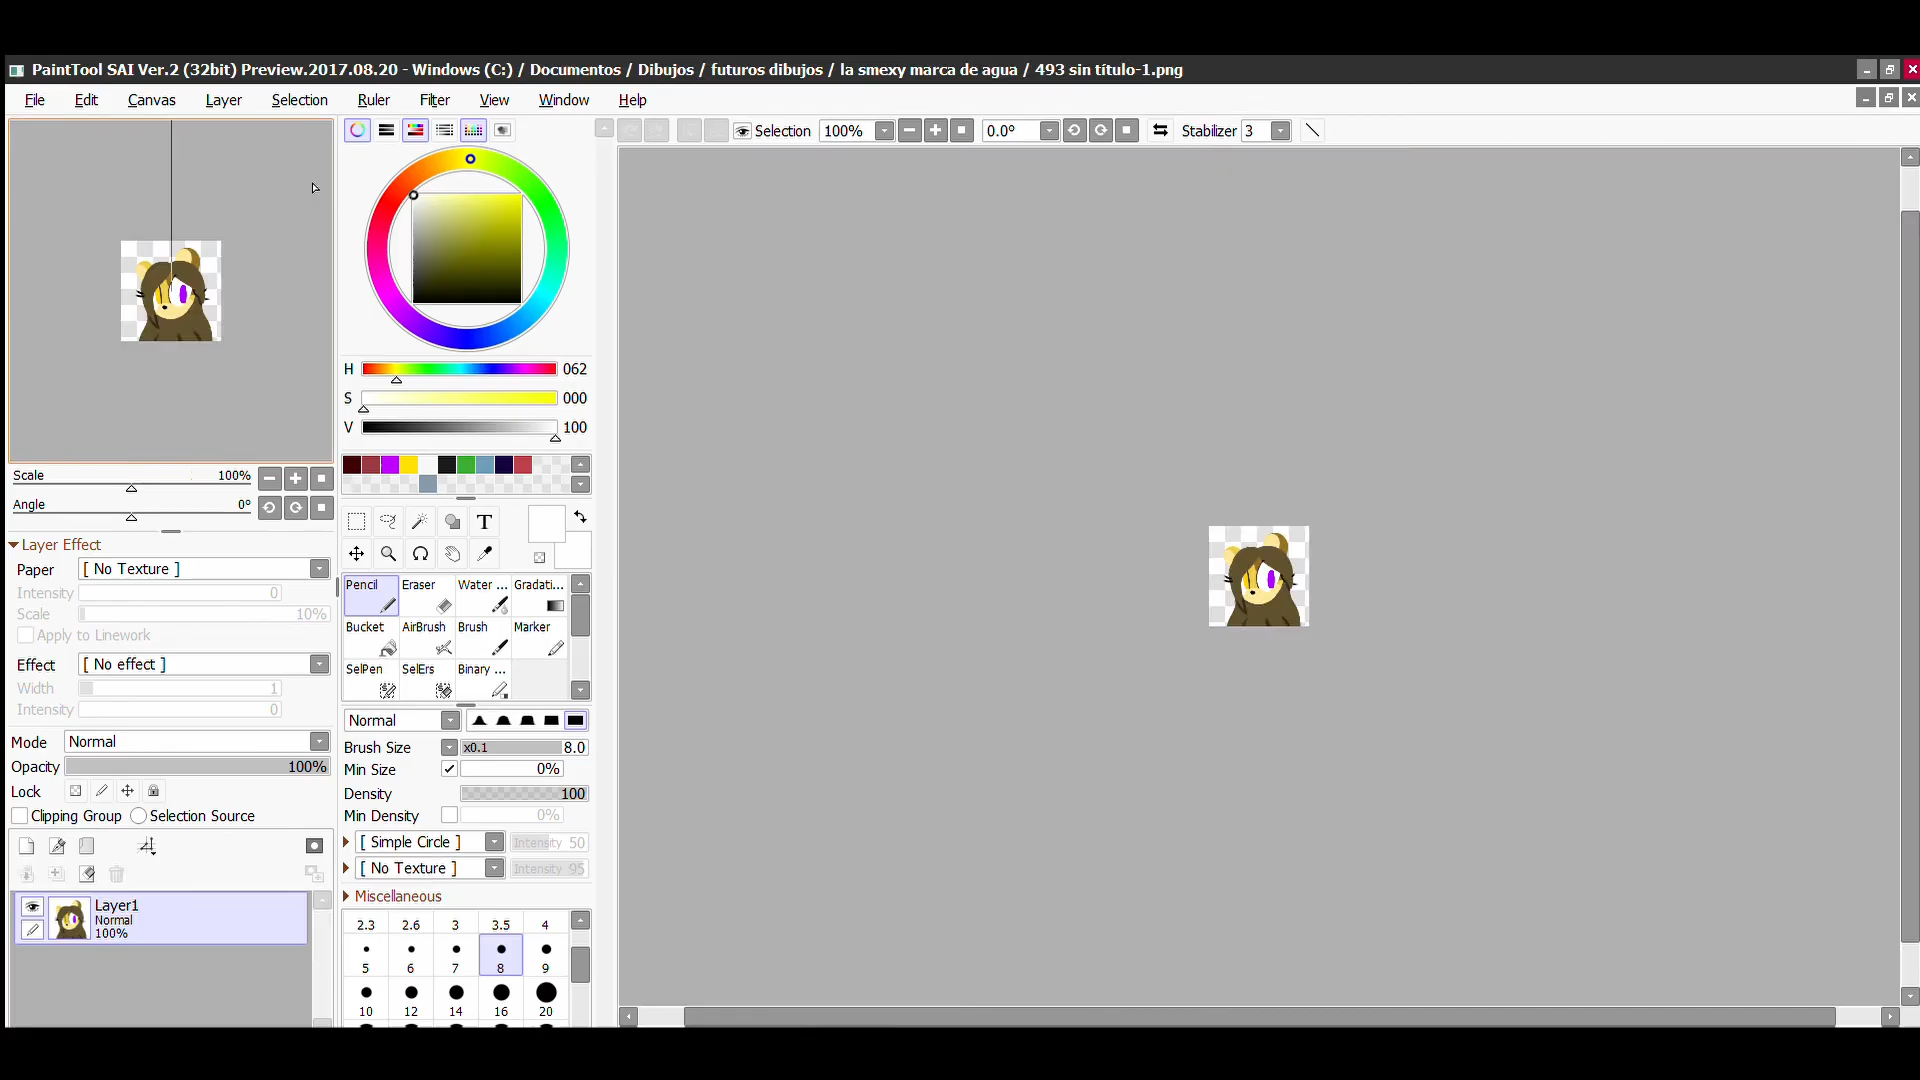 PaintTool SAI Ver.2 (32bit) Preview.2017.08.20 - Windows (C:) / Documentos / Dibujos / futuros dibujos / la smexy marca de agua / 493 sin título-1.png
File Edit Canvas Layer Selection Ruler Filter View Window Help
Selection 100% 0.0° Stabilizer 3
H 062
S 000
V 100
Scale 100%
Angle 0°
Layer Effect
Paper [ No Texture ]
Intensity 0
Scale 10%
Apply to Linework
Effect [ No effect ]
Width 1
Intensity 0
Mode Normal
Opacity 100%
Lock
Clipping Group Selection Source
Layer1
Normal
100%
T
Pencil Eraser Water ... Gradati...
Bucket AirBrush Brush Marker
SelPen SelErs Binary ...
Normal
Brush Size x0.1 8.0
Min Size 0%
Density 100
Min Density 0%
[ Simple Circle ] Intensity 50
[ No Texture ] Intensity 95
Miscellaneous
2.3 2.6 3 3.5 4
5 6 7 8 9
10 12 14 16 20